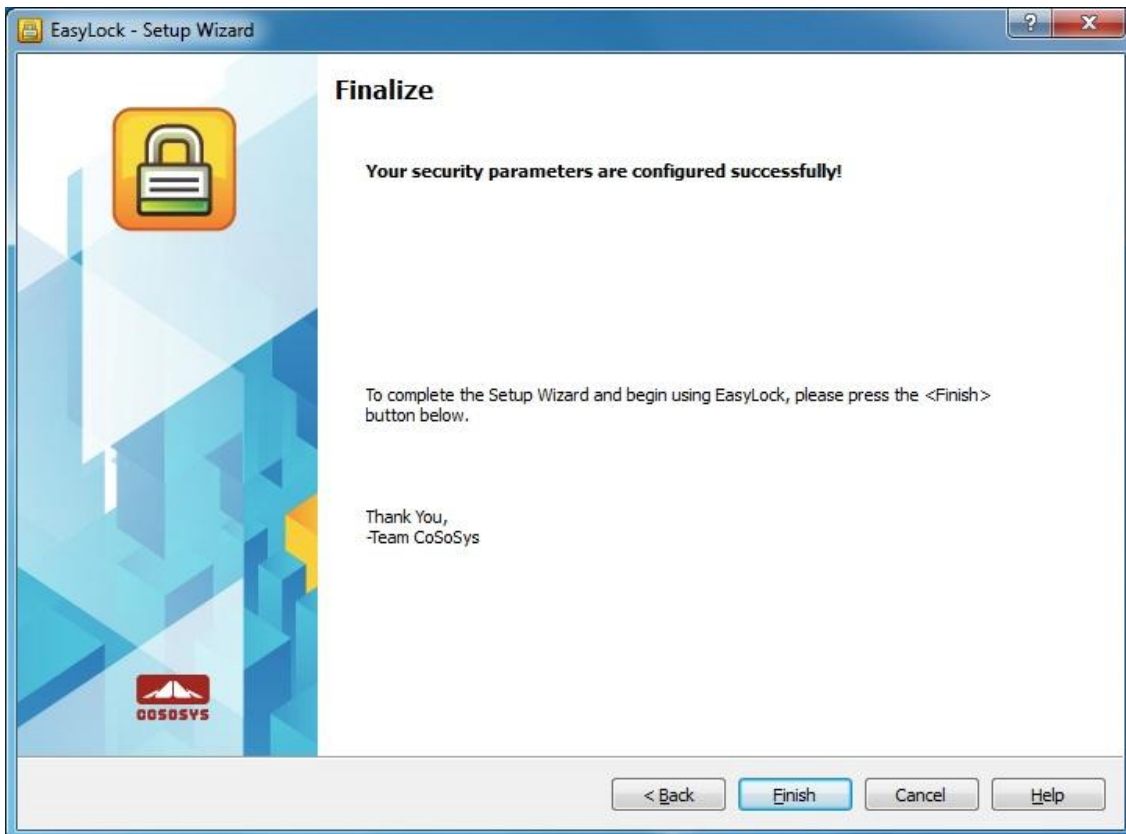 EasyLock - Setup Wizard
?
X
Finalize
Your security parameters are configured successfully!
To complete the Setup Wizard and begin using EasyLock, please press the <Finish>
button below.
Thank You,
-Team CoSoSys
COSOSYS
< Back
Finish
Cancel
Help